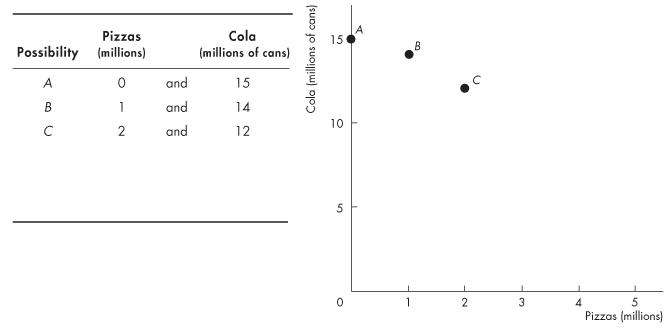 Pizzas Cola
Possibility (millions) (millions of cans)
A 0 and 15
B 1 and 14
C 2 and 12
Cola (millions of cans)
15
10
5
A
B
C
0 1 2 3 4 5
Pizzas (millions)